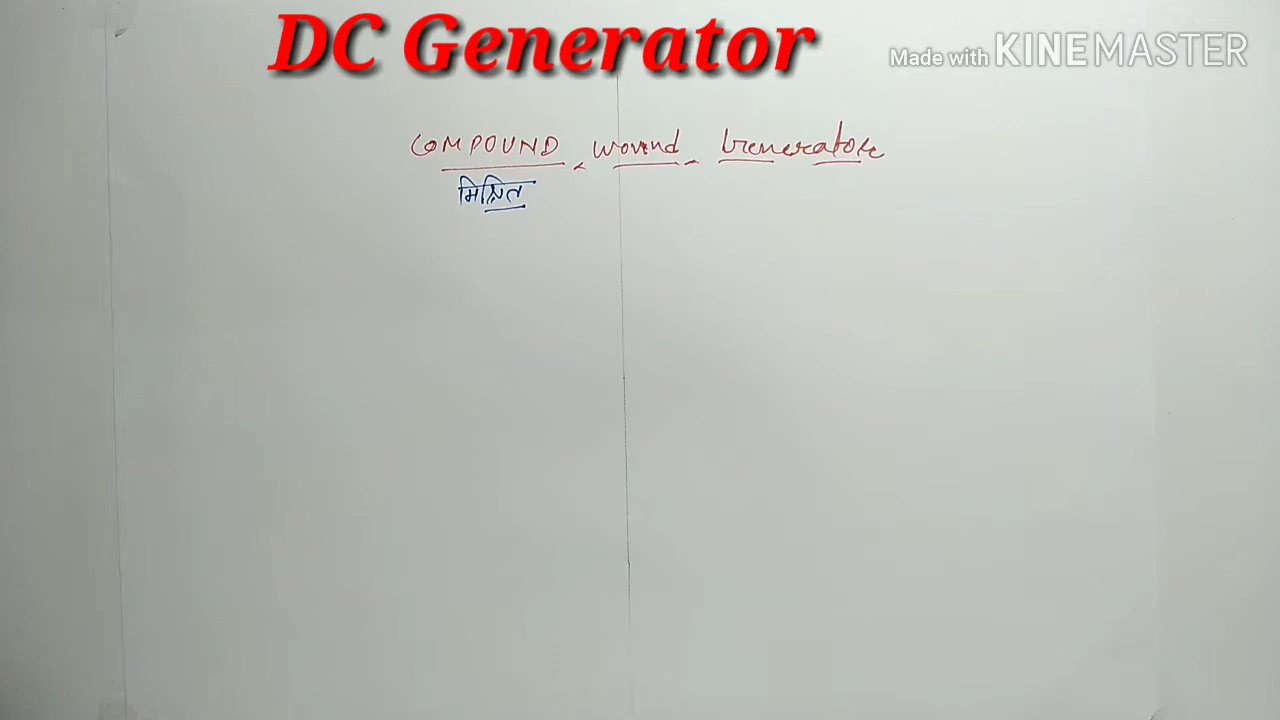 DC Generator
Made with KINEMASTER
COMPOUND wound Generator
मिश्रित